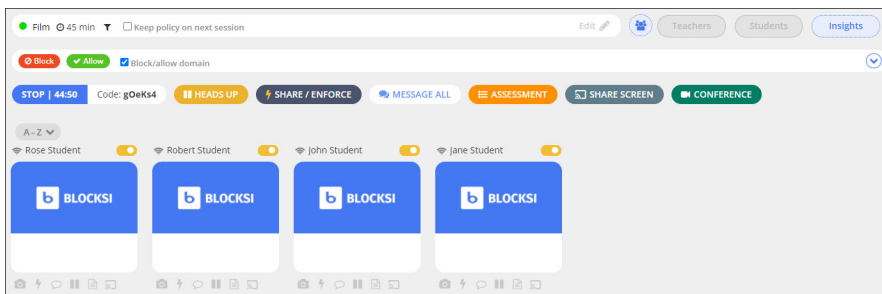 Film 45 min Keep policy on next session Edit Teachers Students Insights
Block Allow Block/allow domain
STOP | 44:50 Code: gOeKs4 HEADS UP SHARE / ENFORCE MESSAGE ALL ASSESSMENT SHARE SCREEN CONFERENCE
A-Z
Rose Student Robert Student John Student Jane Student
b BLOCKSI b BLOCKSI b BLOCKSI b BLOCKSI